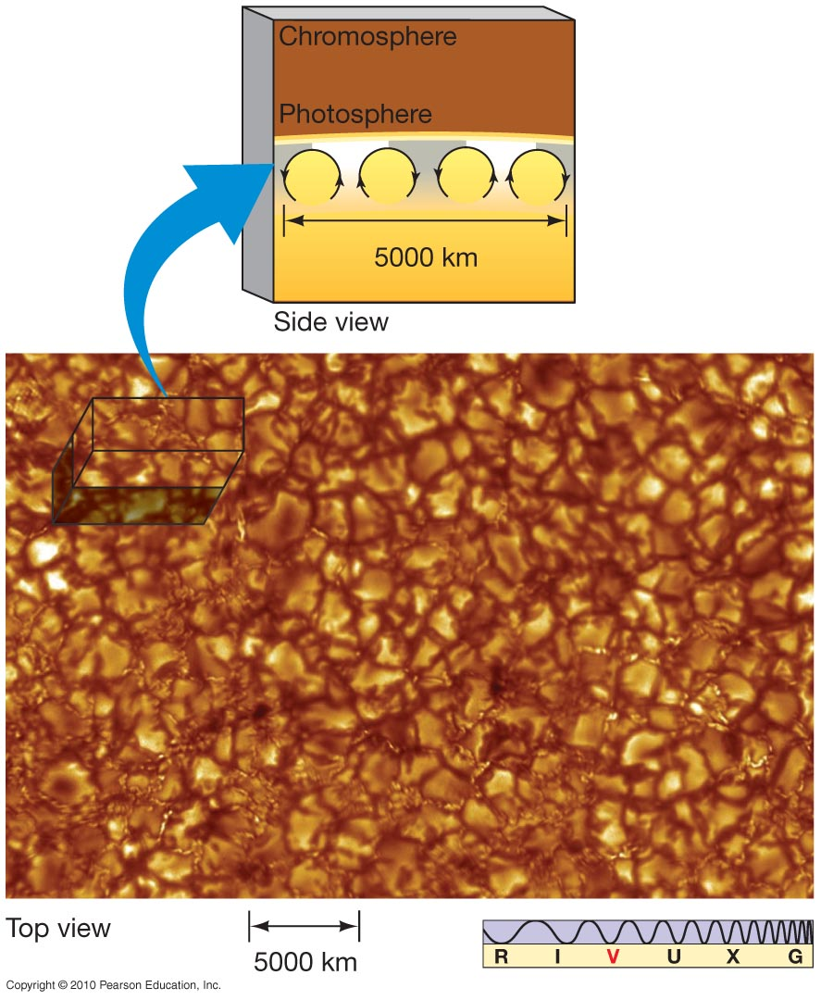 Chromosphere
Photosphere
5000 km
Side view
Top view
5000 km
R I V U X G
Copyright © 2010 Pearson Education, Inc.